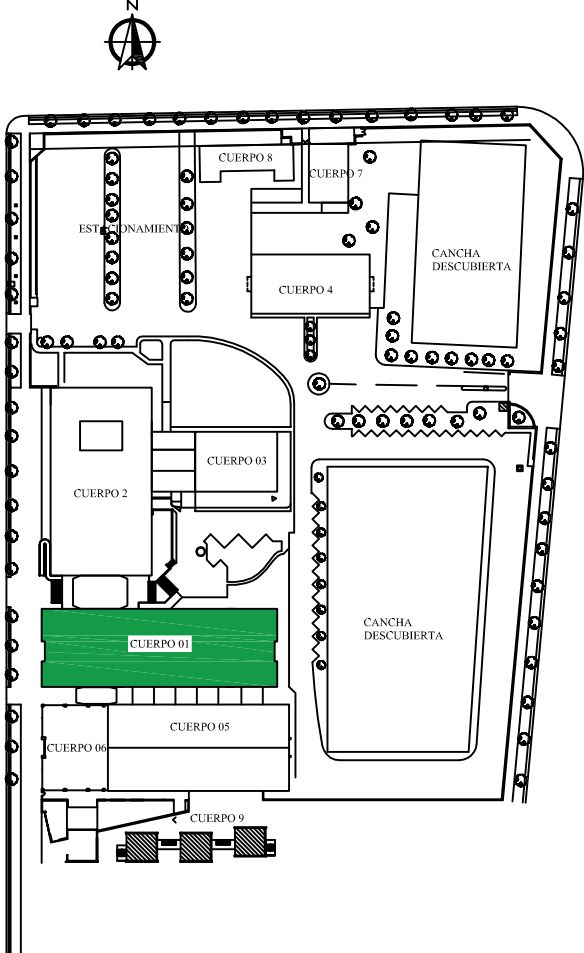 N
CUERPO 8
CUERPO 7
ESTACIONAMIENTO
CANCHA
DESCUBIERTA
CUERPO 4
CUERPO 03
CUERPO 2
CANCHA
DESCUBIERTA
CUERPO 01
CUERPO 05
CUERPO 06
CUERPO 9